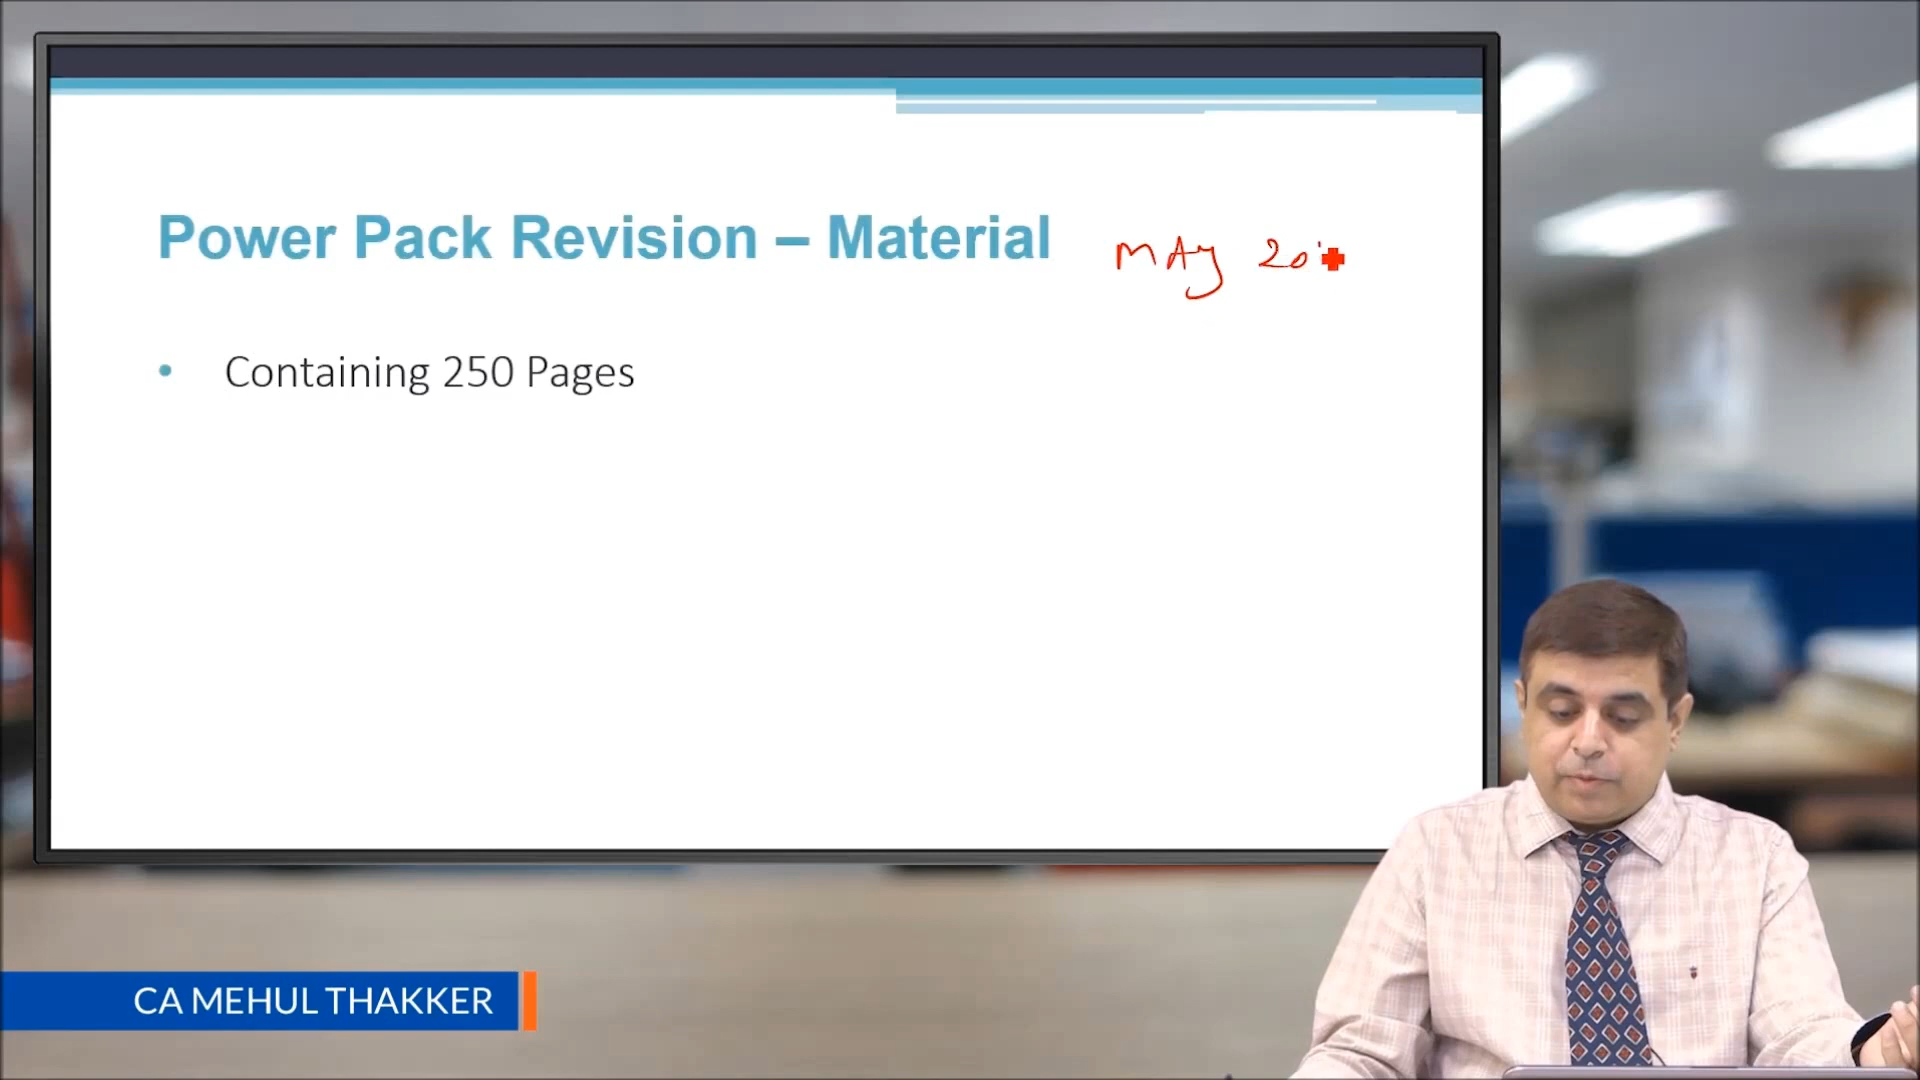 Power Pack Revision – Material
MAy 20
• Containing 250 Pages
CA MEHUL THAKKER